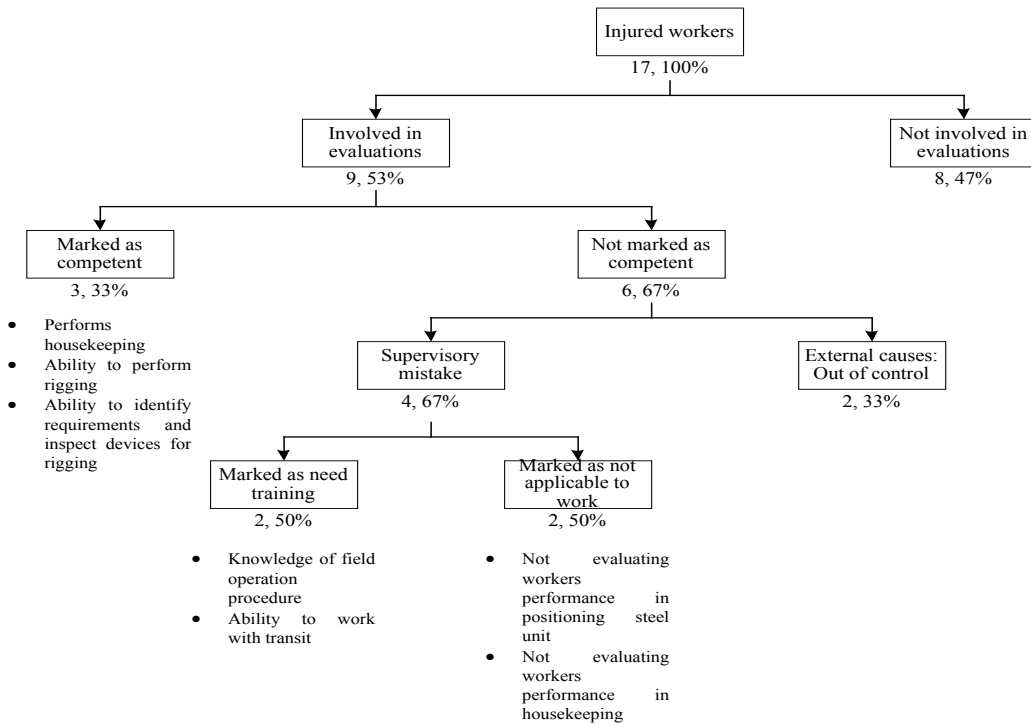 Injured workers
17, 100%
Involved in
evaluations
9, 53%
Not involved in
evaluations
8, 47%
Marked as
competent
3, 33%
Not marked as
competent
6, 67%
• Performs
housekeeping
• Ability to perform
rigging
• Ability to identify
requirements and
inspect devices for
rigging
Supervisory
mistake
4, 67%
External causes:
Out of control
2, 33%
Marked as need
training
2, 50%
Marked as not
applicable to
work
2, 50%
• Knowledge of field
operation
procedure
• Ability to work
with transit
• Not evaluating
workers
performance in
positioning steel
unit
• Not evaluating
workers
performance in
housekeeping